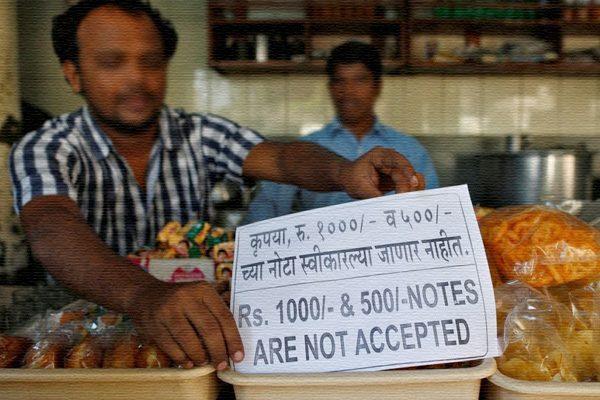 कृपया, रु. १०००/- व ५००/-
च्या नोटा स्वीकारल्या जाणार नाहीत.
Rs. 1000/- & 500/-NOTES
ARE NOT ACCEPTED